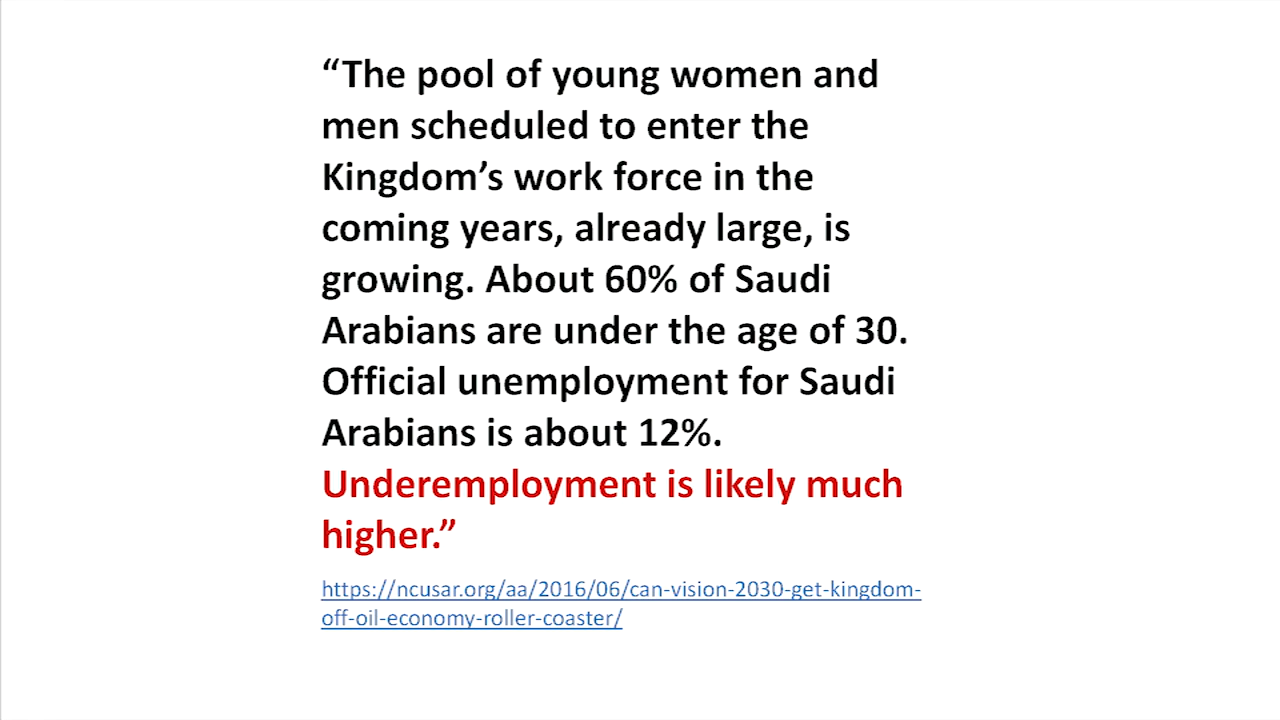 “The pool of young women and
men scheduled to enter the
Kingdom’s work force in the
coming years, already large, is
growing. About 60% of Saudi
Arabians are under the age of 30.
Official unemployment for Saudi
Arabians is about 12%.
Underemployment is likely much
higher.”
https://ncusar.org/aa/2016/06/can-vision-2030-get-kingdom-
off-oil-economy-roller-coaster/